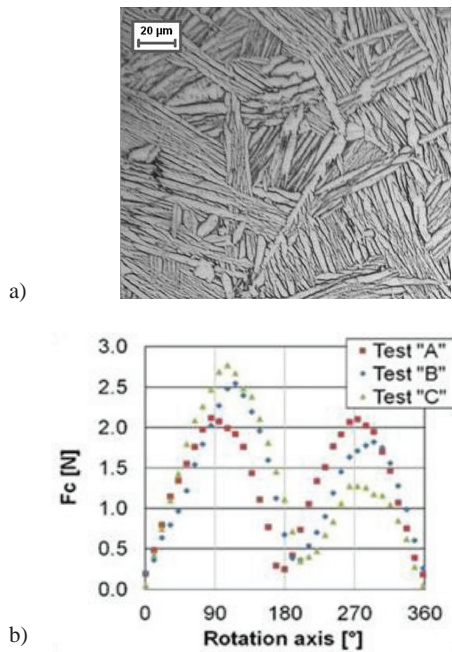 20 µm
a)
3.0
2.5
2.0
1.5
1.0
0.5
0.0
Fc [N]
Test "A"
Test "B"
Test "C"
0 90 180 270 360
Rotation axis [°]
b)